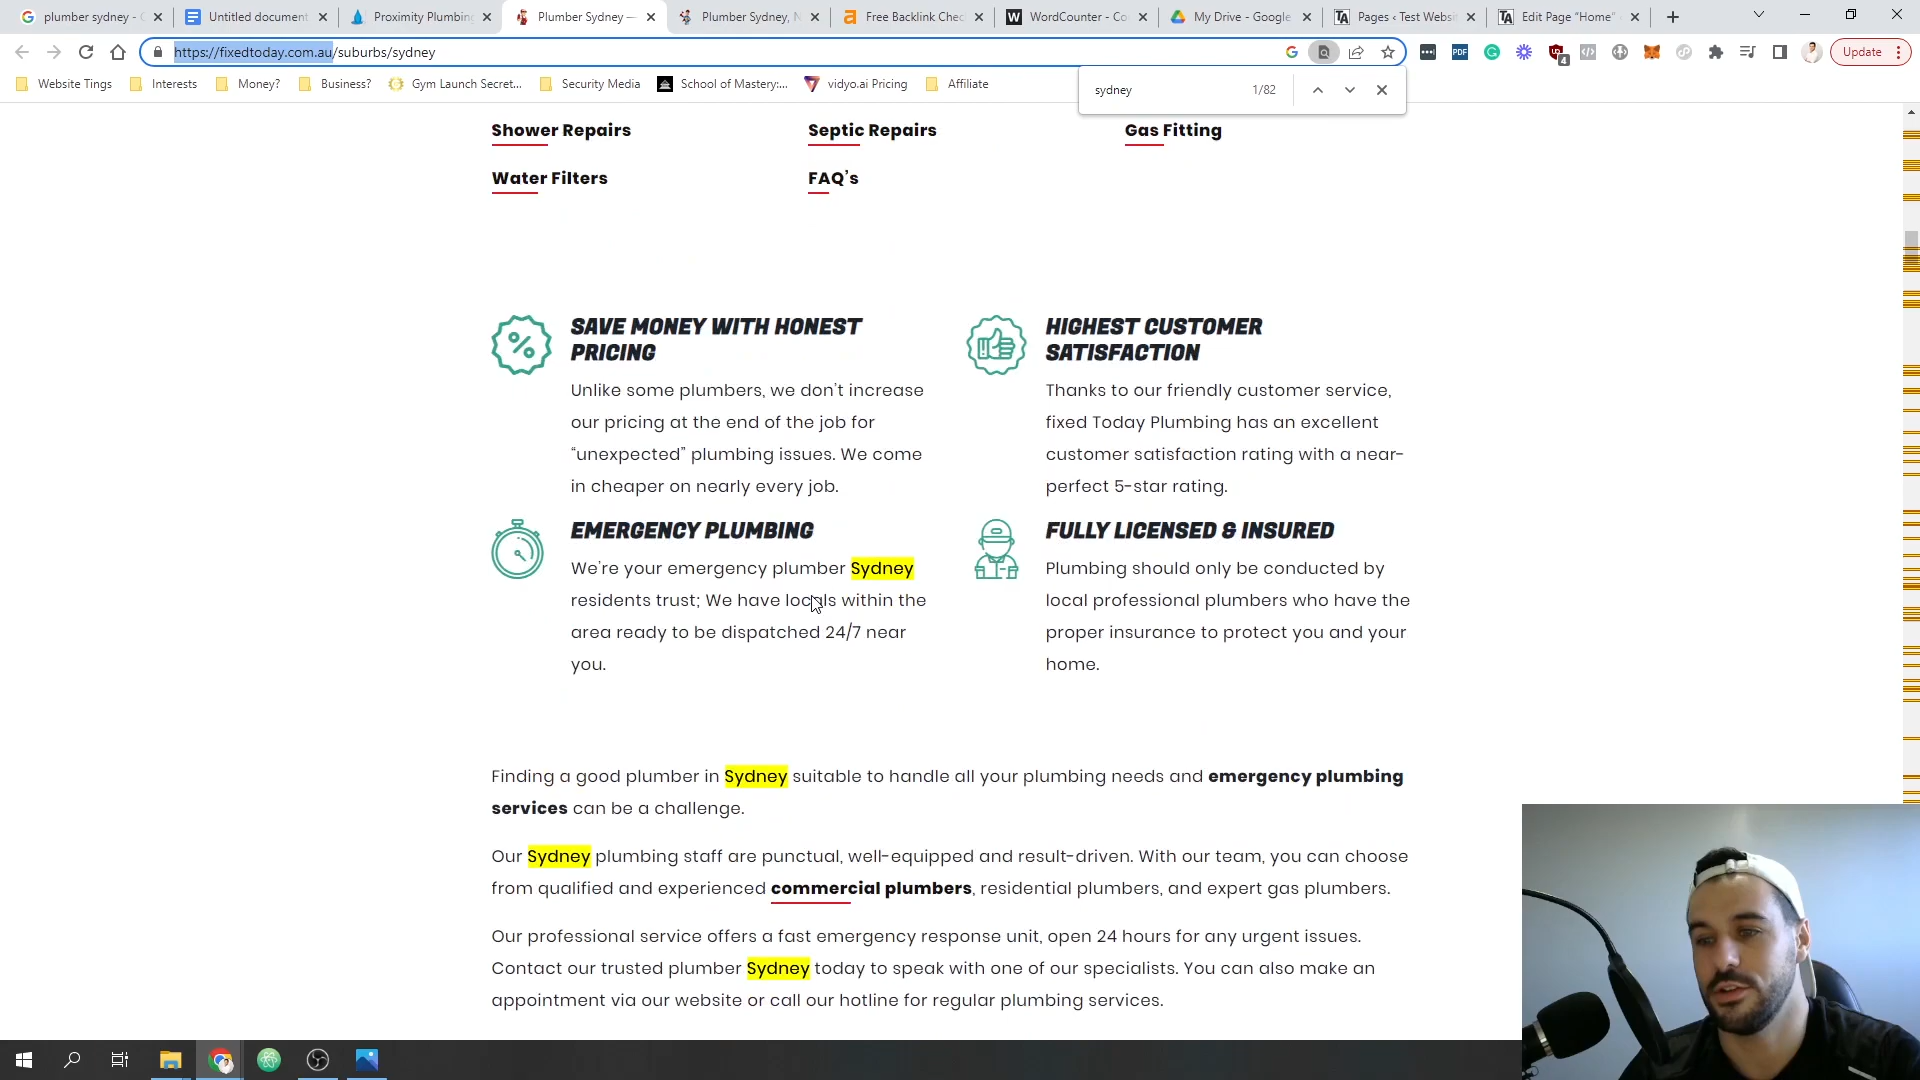 plumber sydney - G
Untitled document
Proximity Plumbing
Plumber Sydney —
Plumber Sydney, N
Free Backlink Chec
WordCounter - Co
My Drive - Google
Pages ‹ Test Websi
Edit Page “Home”
https://fixedtoday.com.au/suburbs/sydney
PDF
4
Update
Website Tings
Interests
Money?
Business?
Gym Launch Secret...
Security Media
School of Mastery:...
vidyo.ai Pricing
Affiliate
sydney
1/82
Shower Repairs
Septic Repairs
Gas Fitting
Water Filters
FAQ’s
SAVE MONEY WITH HONEST
PRICING
Unlike some plumbers, we don’t increase
our pricing at the end of the job for
“unexpected” plumbing issues. We come
in cheaper on nearly every job.
HIGHEST CUSTOMER
SATISFACTION
Thanks to our friendly customer service,
fixed Today Plumbing has an excellent
customer satisfaction rating with a near-
perfect 5-star rating.
EMERGENCY PLUMBING
We’re your emergency plumber Sydney
residents trust; We have locals within the
area ready to be dispatched 24/7 near
you.
FULLY LICENSED & INSURED
Plumbing should only be conducted by
local professional plumbers who have the
proper insurance to protect you and your
home.
Finding a good plumber in Sydney suitable to handle all your plumbing needs and emergency plumbing
services can be a challenge.
Our Sydney plumbing staff are punctual, well-equipped and result-driven. With our team, you can choose
from qualified and experienced commercial plumbers, residential plumbers, and expert gas plumbers.
Our professional service offers a fast emergency response unit, open 24 hours for any urgent issues.
Contact our trusted plumber Sydney today to speak with one of our specialists. You can also make an
appointment via our website or call our hotline for regular plumbing services.